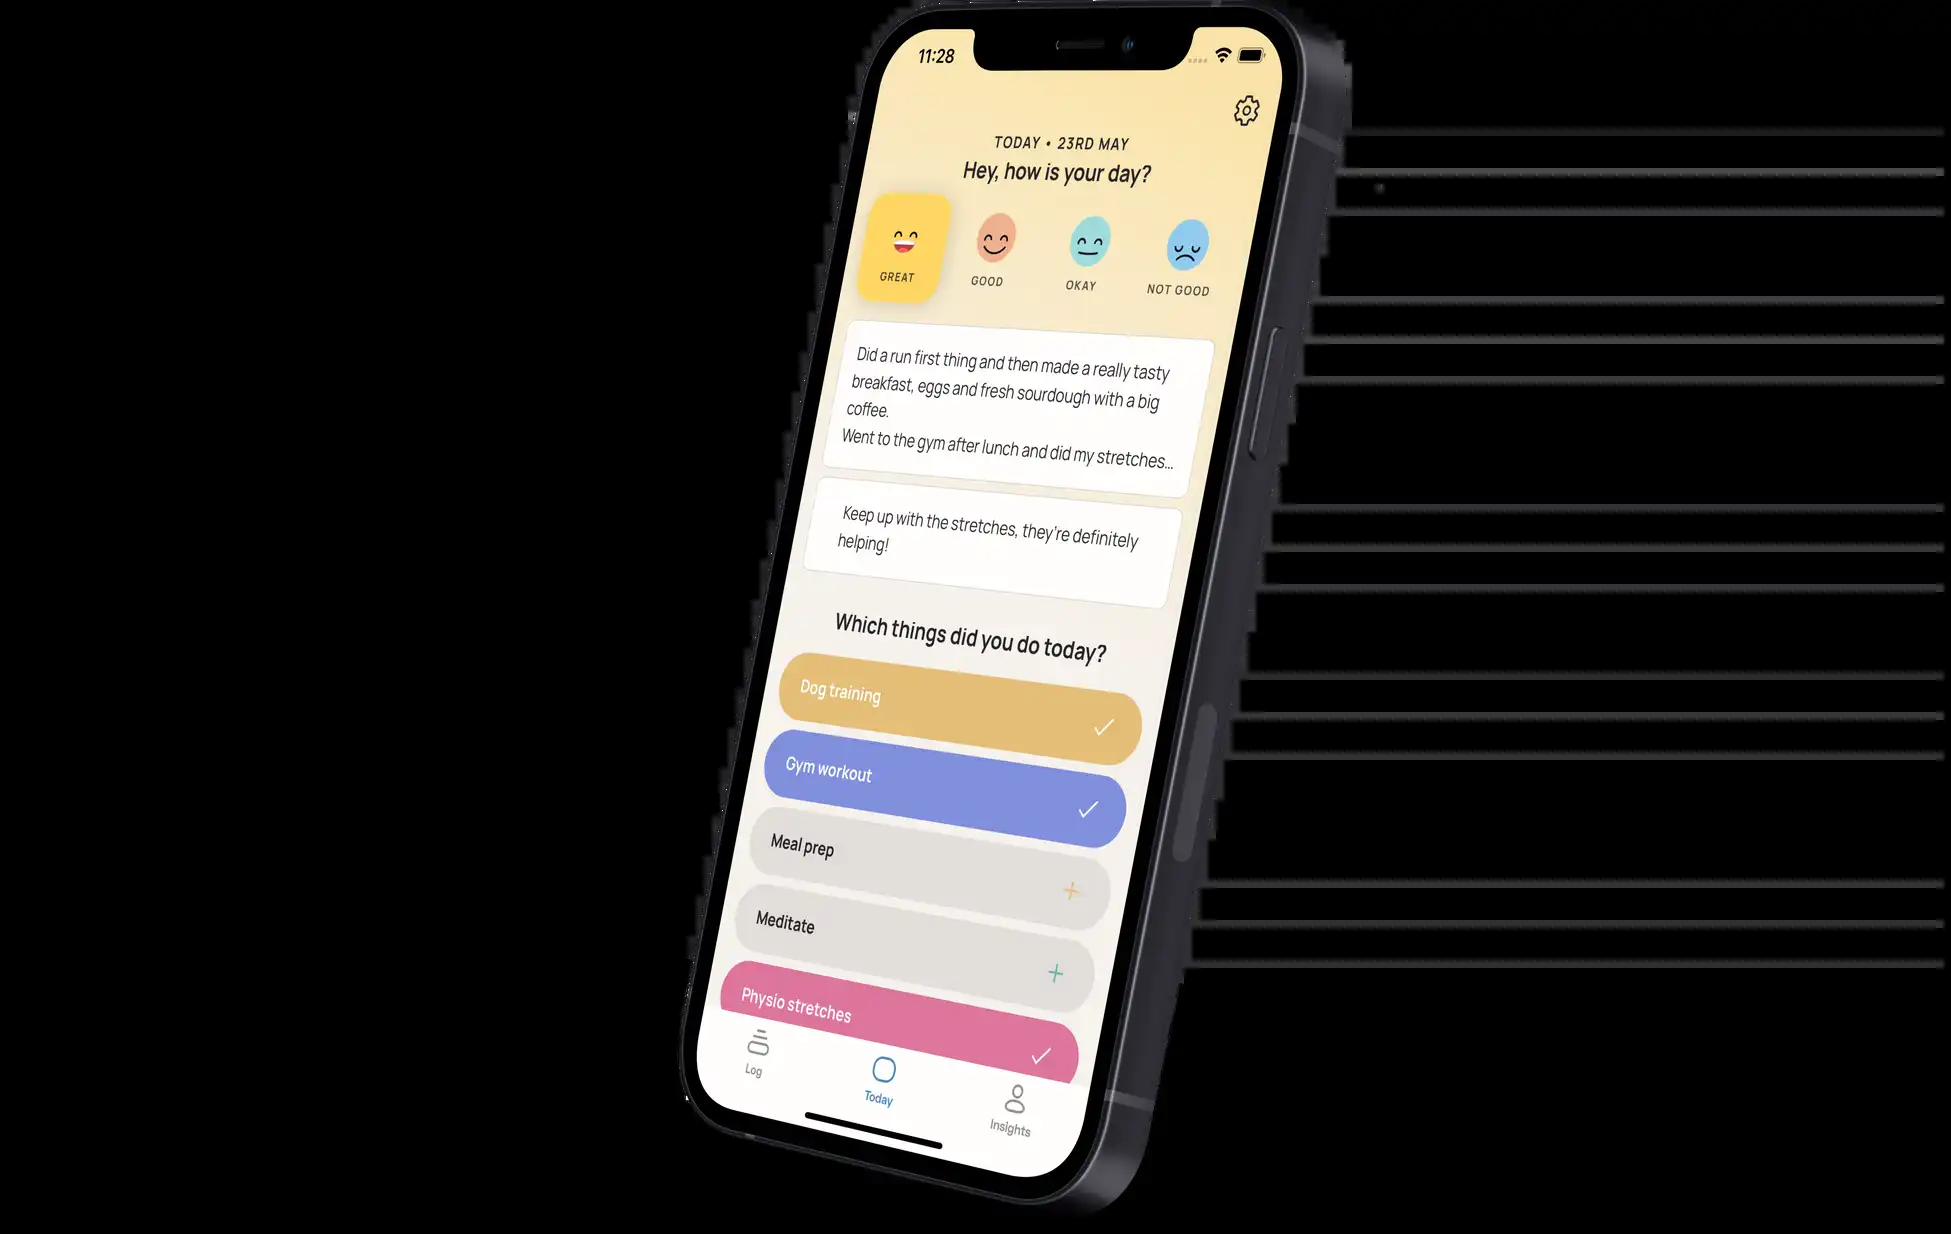 11:28
TODAY • 23RD MAY
Hey, how is your day?
GREAT
GOOD
OKAY
NOT GOOD
Did a run first thing and then made a really tasty
breakfast, eggs and fresh sourdough with a big
coffee.
Went to the gym after lunch and did my stretches...
Keep up with the stretches, they're definitely
helping!
Which things did you do today?
Dog training
Gym workout
Meal prep
Meditate
Physio stretches
Log
Today
Insights